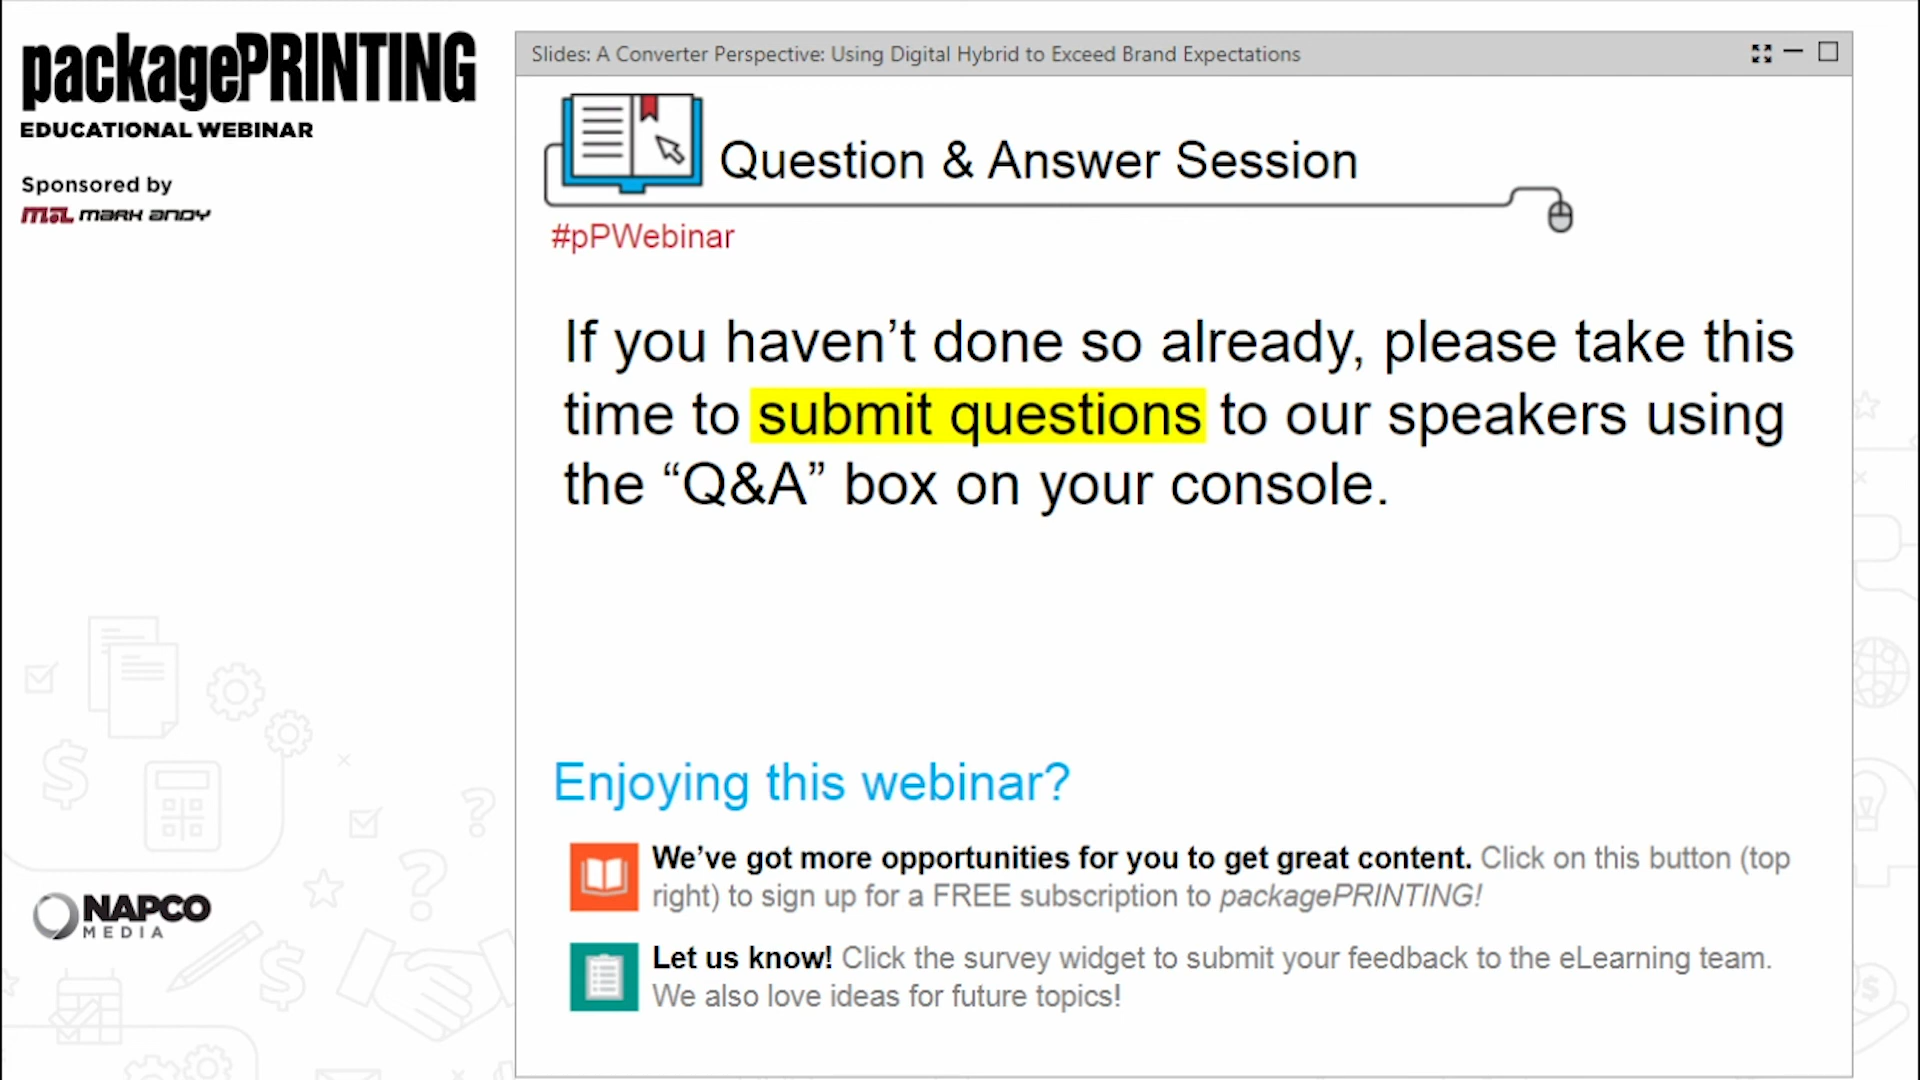 packagePRINTING
EDUCATIONAL WEBINAR
Sponsored by
MA MARK ANDY
Slides: A Converter Perspective: Using Digital Hybrid to Exceed Brand Expectations
Question & Answer Session
#pPWebinar
If you haven’t done so already, please take this
time to submit questions to our speakers using
the “Q&A” box on your console.
Enjoying this webinar?
We’ve got more opportunities for you to get great content. Click on this button (top
right) to sign up for a FREE subscription to packagePRINTING!
Let us know! Click the survey widget to submit your feedback to the eLearning team.
We also love ideas for future topics!
NAPCO
MEDIA